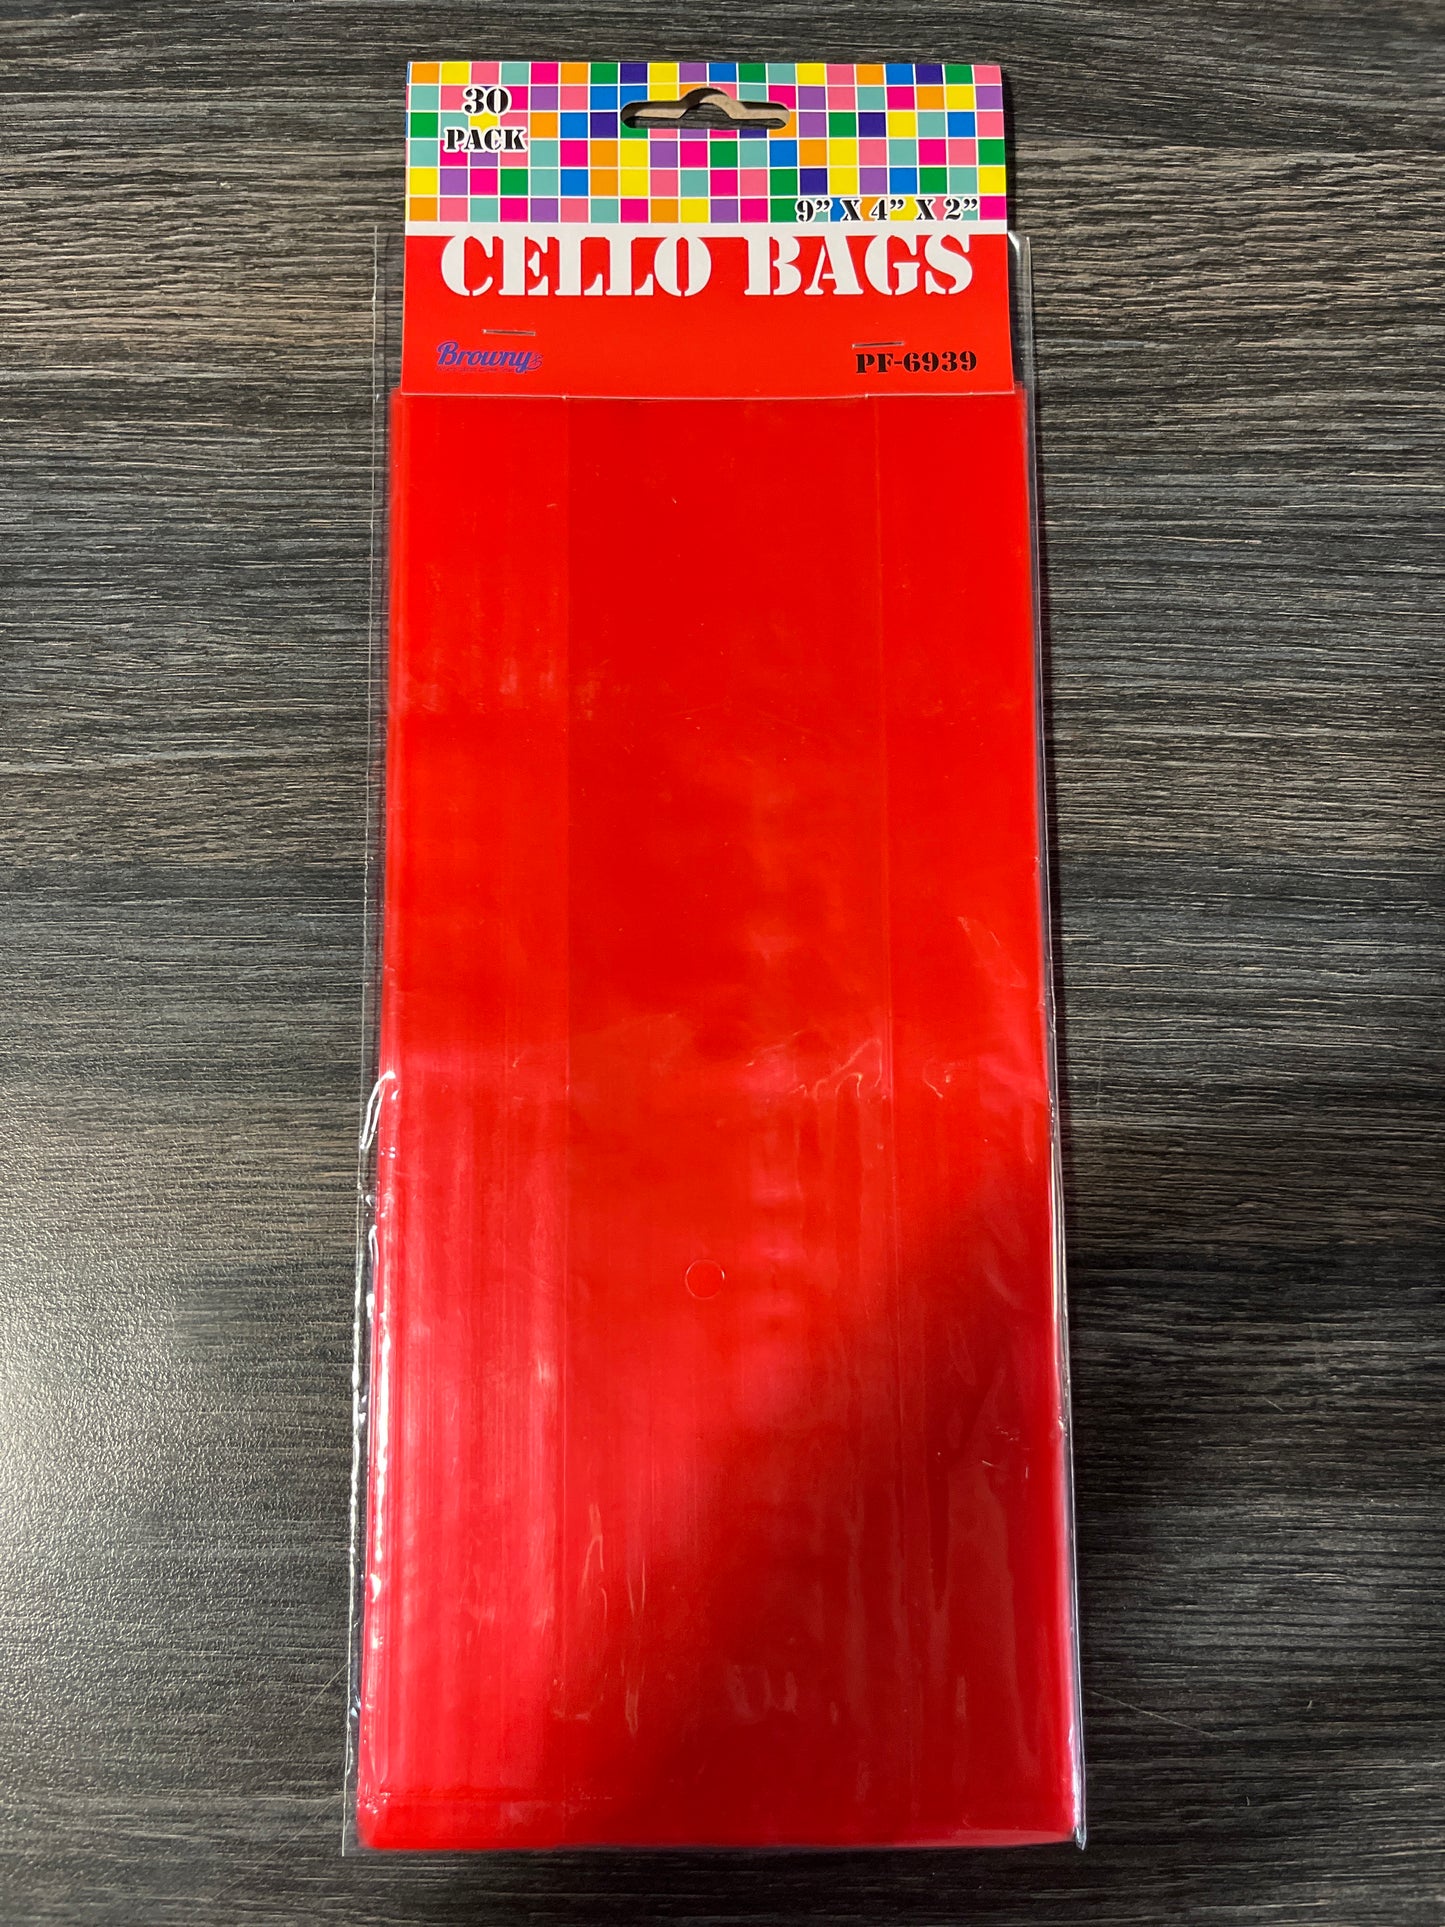 30
PACK
9” X 4” X 2”
CELLO BAGS
Browny
PF-6939